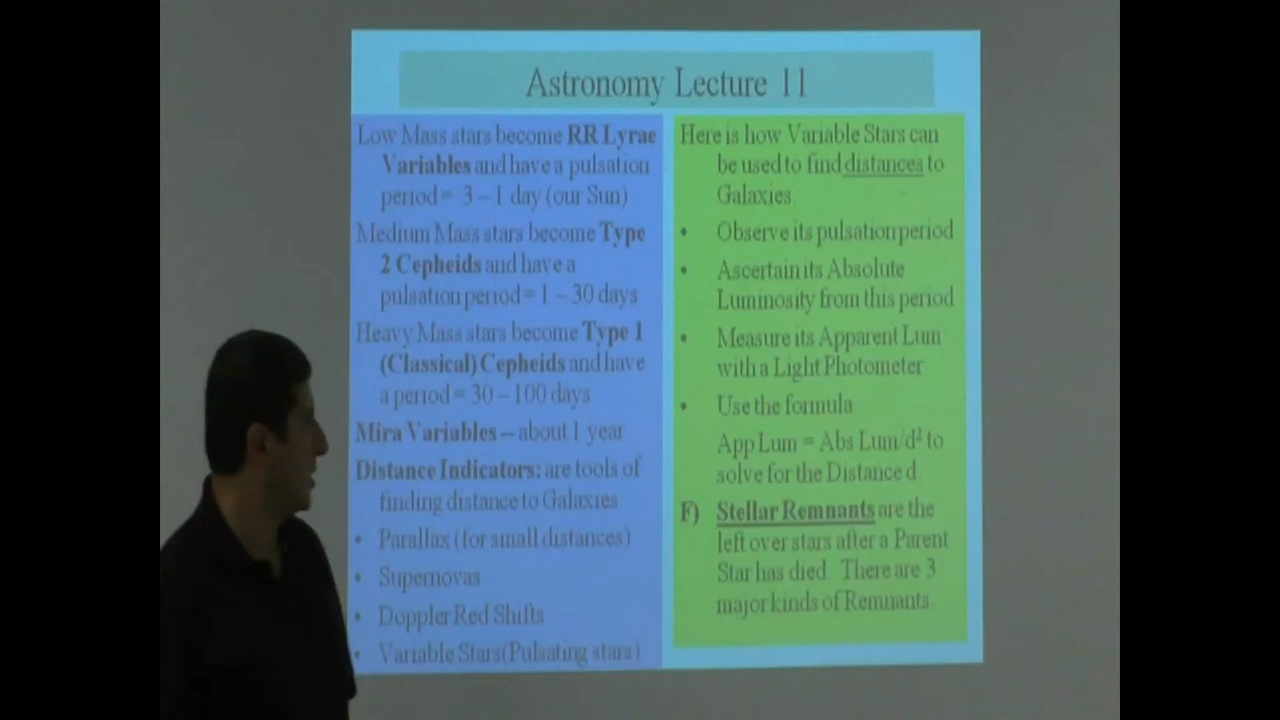 Astronomy Lecture 11
Low Mass stars become RR Lyrae
Variables and have a pulsation
period = .3 – 1 day (our Sun)
Medium Mass stars become Type
2 Cepheids and have a
pulsation period = 1 – 30 days
Heavy Mass stars become Type 1
(Classical) Cepheids and have
a period = 30 – 100 days
Mira Variables – about 1 year
Distance Indicators: are tools of
finding distance to Galaxies
• Parallax (for small distances)
• Supernovas
• Doppler Red Shifts
• Variable Stars(Pulsating stars)
Here is how Variable Stars can
be used to find distances to
Galaxies.
• Observe its pulsation period
• Ascertain its Absolute
Luminosity from this period
• Measure its Apparent Lum
with a Light Photometer
• Use the formula
App Lum = Abs Lum/d² to
solve for the Distance d.
F) Stellar Remnants are the
left over stars after a Parent
Star has died. There are 3
major kinds of Remnants